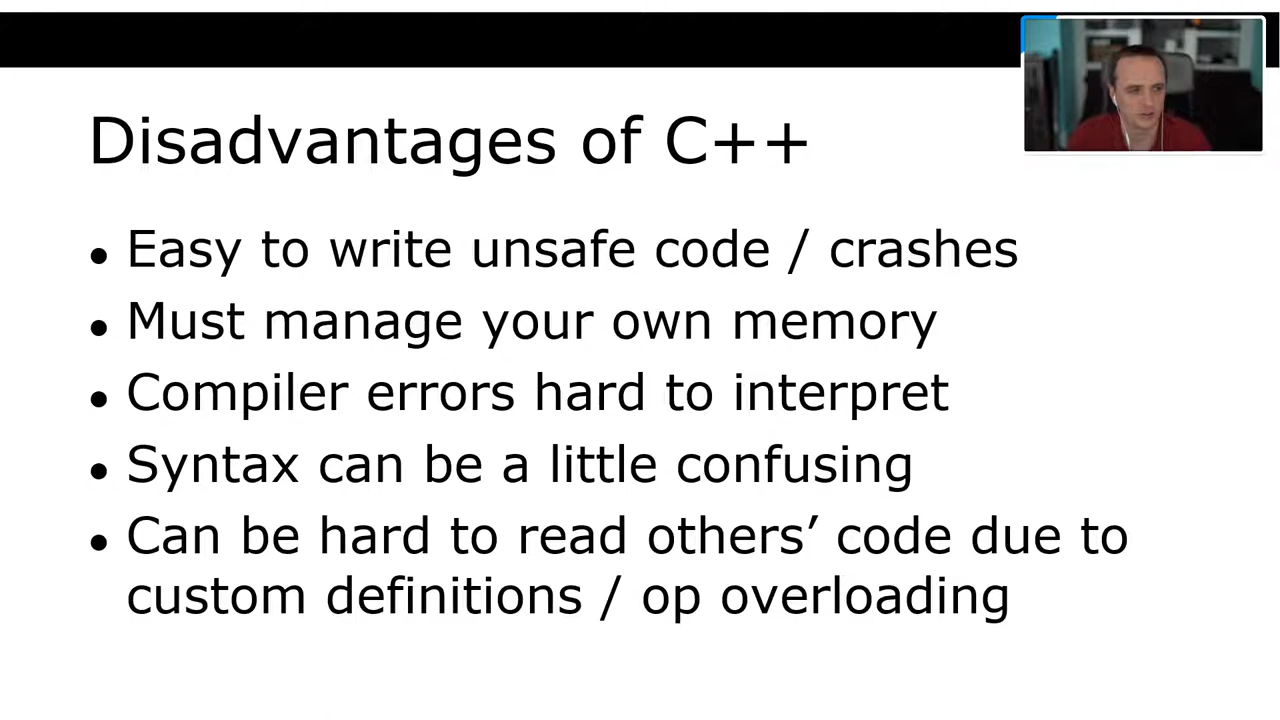 Disadvantages of C++
• Easy to write unsafe code / crashes
• Must manage your own memory
• Compiler errors hard to interpret
• Syntax can be a little confusing
• Can be hard to read others’ code due to
custom definitions / op overloading